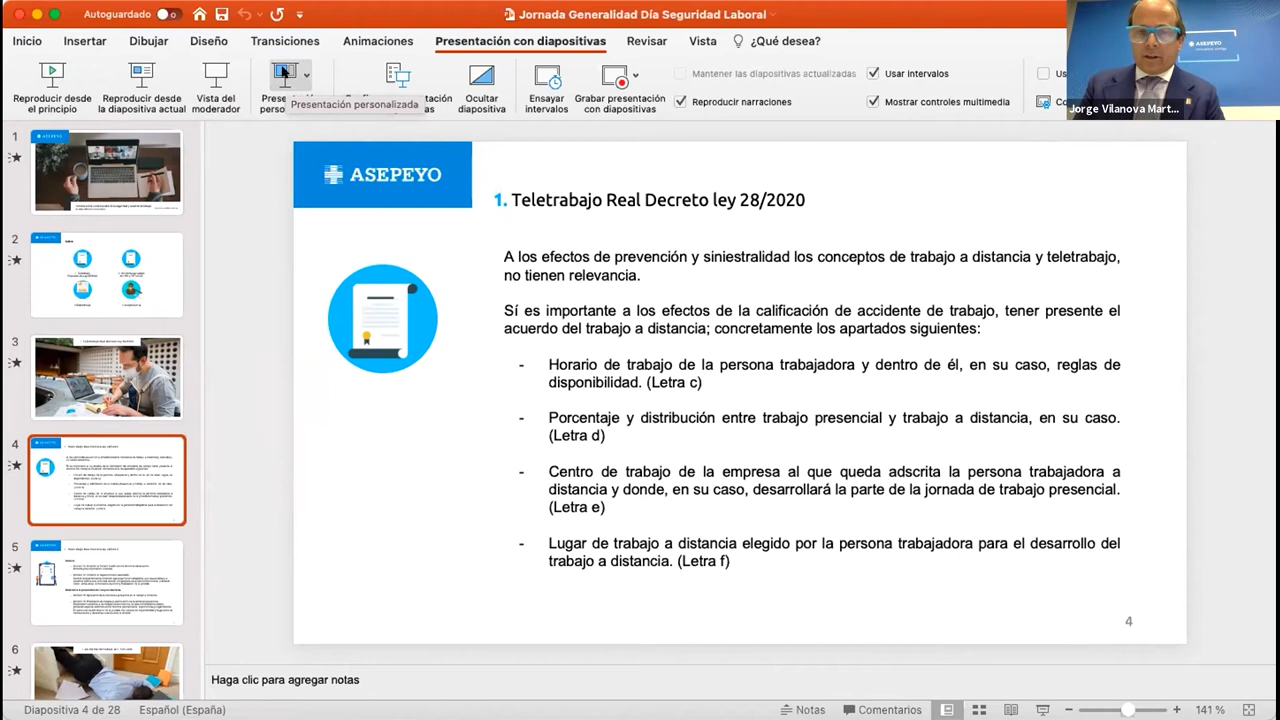 Autoguardado
Jornada Generalidad Día Seguridad Laboral
Inicio Insertar Dibujar Diseño Transiciones Animaciones Presentación con diapositivas Revisar Vista ¿Qué desea?
Reproducir desde el principio
Reproducir desde la diapositiva actual
Vista del moderador
Presentación personalizada
Ocultar diapositiva
Ensayar intervalos
Grabar presentación con diapositivas
Mantener las diapositivas actualizadas
Reproducir narraciones
Usar intervalos
Mostrar controles multimedia
ASEPEYO
Jorge Vilanova Mart...
1
2
3
4
5
6
ASEPEYO
1. Teletrabajo Real Decreto ley 28/2020
A los efectos de prevención y siniestralidad los conceptos de trabajo a distancia y teletrabajo,
no tienen relevancia.
Sí es importante a los efectos de la calificación de accidente de trabajo, tener presente el
acuerdo del trabajo a distancia; concretamente los apartados siguientes:
- Horario de trabajo de la persona trabajadora y dentro de él, en su caso, reglas de
disponibilidad. (Letra c)
- Porcentaje y distribución entre trabajo presencial y trabajo a distancia, en su caso.
(Letra d)
- Centro de trabajo de la empresa al que queda adscrita la persona trabajadora a
distancia y donde, en su caso, desarrollará la parte de la jornada de trabajo presencial.
(Letra e)
- Lugar de trabajo a distancia elegido por la persona trabajadora para el desarrollo del
trabajo a distancia. (Letra f)
4
Haga clic para agregar notas
Diapositiva 4 de 28 Español (España) Notas Comentarios 141 %